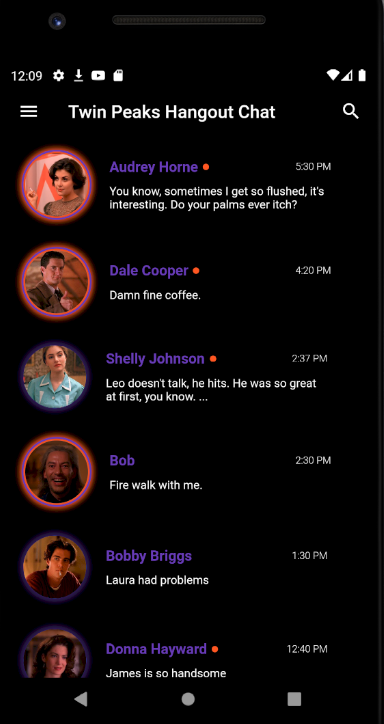 12:09
Twin Peaks Hangout Chat
Audrey Horne
5:30 PM
You know, sometimes I get so flushed, it's
interesting. Do your palms ever itch?
Dale Cooper
4:20 PM
Damn fine coffee.
Shelly Johnson
2:37 PM
Leo doesn't talk, he hits. He was so great
at first, you know. ...
Bob
2:30 PM
Fire walk with me.
Bobby Briggs
1:30 PM
Laura had problems
Donna Hayward
12:40 PM
James is so handsome